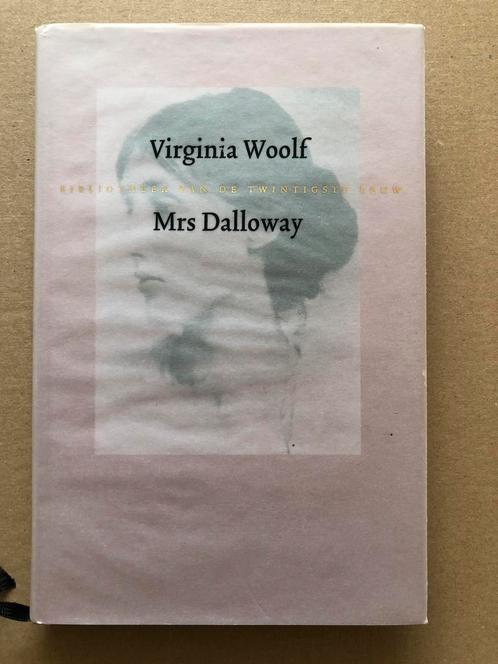 Virginia Woolf
BIBLIOTHEEK VAN DE TWINTIGSTE EEUW
Mrs Dalloway